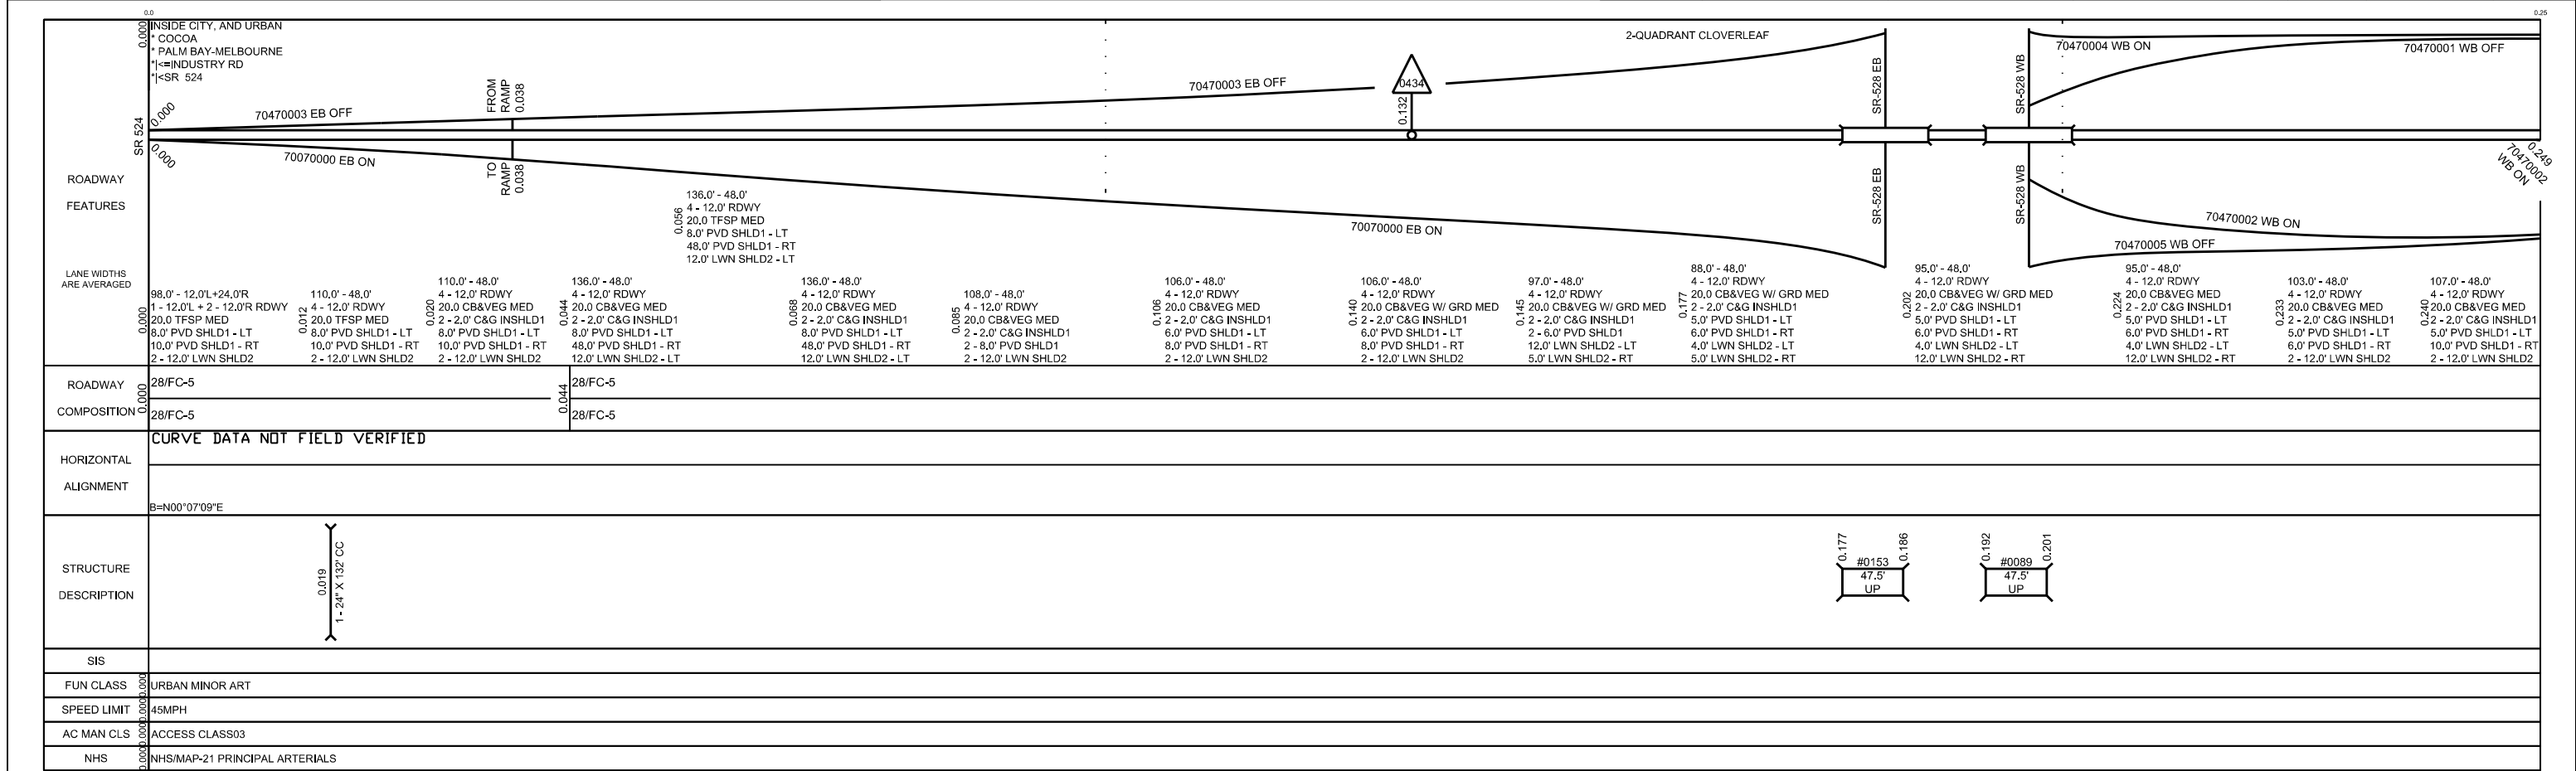 0.0
0.25
0.000
INSIDE CITY, AND URBAN
* COCOA
* PALM BAY-MELBOURNE
*|<=INDUSTRY RD
*|<SR 524
2-QUADRANT CLOVERLEAF
70470004 WB ON
70470001 WB OFF
70470003 EB OFF
FROM
RAMP
0.038
70470003 EB OFF
0434
0.132
SR-528 EB
SR-528 WB
SR 524
0.000
0.000
70070000 EB ON
TO
RAMP
0.038
70070000 EB ON
SR-528 EB
SR-528 WB
70470002 WB ON
70470005 WB OFF
0.249
70470002
WB ON
ROADWAY
FEATURES
LANE WIDTHS
ARE AVERAGED
0.000
98.0' - 12.0'L+24.0'R
1 - 12.0'L + 2 - 12.0'R RDWY
20.0 TFSP MED
8.0' PVD SHLD1 - LT
10.0' PVD SHLD1 - RT
2 - 12.0' LWN SHLD2
0.012
110.0' - 48.0'
4 - 12.0' RDWY
20.0 TFSP MED
8.0' PVD SHLD1 - LT
10.0' PVD SHLD1 - RT
2 - 12.0' LWN SHLD2
0.020
110.0' - 48.0'
4 - 12.0' RDWY
20.0 CB&VEG MED
2 - 2.0' C&G INSHLD1
8.0' PVD SHLD1 - LT
10.0' PVD SHLD1 - RT
2 - 12.0' LWN SHLD2
0.044
136.0' - 48.0'
4 - 12.0' RDWY
20.0 CB&VEG MED
2 - 2.0' C&G INSHLD1
8.0' PVD SHLD1 - LT
48.0' PVD SHLD1 - RT
12.0' LWN SHLD2 - LT
0.056
136.0' - 48.0'
4 - 12.0' RDWY
20.0 TFSP MED
8.0' PVD SHLD1 - LT
48.0' PVD SHLD1 - RT
12.0' LWN SHLD2 - LT
0.068
136.0' - 48.0'
4 - 12.0' RDWY
20.0 CB&VEG MED
2 - 2.0' C&G INSHLD1
8.0' PVD SHLD1 - LT
48.0' PVD SHLD1 - RT
12.0' LWN SHLD2 - LT
0.085
108.0' - 48.0'
4 - 12.0' RDWY
20.0 CB&VEG MED
2 - 2.0' C&G INSHLD1
2 - 8.0' PVD SHLD1
2 - 12.0' LWN SHLD2
0.106
106.0' - 48.0'
4 - 12.0' RDWY
20.0 CB&VEG MED
2 - 2.0' C&G INSHLD1
6.0' PVD SHLD1 - LT
8.0' PVD SHLD1 - RT
2 - 12.0' LWN SHLD2
0.140
106.0' - 48.0'
4 - 12.0' RDWY
20.0 CB&VEG W/ GRD MED
2 - 2.0' C&G INSHLD1
6.0' PVD SHLD1 - LT
8.0' PVD SHLD1 - RT
2 - 12.0' LWN SHLD2
0.145
97.0' - 48.0'
4 - 12.0' RDWY
20.0 CB&VEG W/ GRD MED
2 - 2.0' C&G INSHLD1
2 - 6.0' PVD SHLD1
12.0' LWN SHLD2 - LT
5.0' LWN SHLD2 - RT
0.177
88.0' - 48.0'
4 - 12.0' RDWY
20.0 CB&VEG W/ GRD MED
2 - 2.0' C&G INSHLD1
5.0' PVD SHLD1 - LT
6.0' PVD SHLD1 - RT
4.0' LWN SHLD2 - LT
5.0' LWN SHLD2 - RT
0.202
95.0' - 48.0'
4 - 12.0' RDWY
20.0 CB&VEG W/ GRD MED
2 - 2.0' C&G INSHLD1
5.0' PVD SHLD1 - LT
6.0' PVD SHLD1 - RT
4.0' LWN SHLD2 - LT
12.0' LWN SHLD2 - RT
0.224
95.0' - 48.0'
4 - 12.0' RDWY
20.0 CB&VEG MED
2 - 2.0' C&G INSHLD1
5.0' PVD SHLD1 - LT
6.0' PVD SHLD1 - RT
4.0' LWN SHLD2 - LT
12.0' LWN SHLD2 - RT
0.233
103.0' - 48.0'
4 - 12.0' RDWY
20.0 CB&VEG MED
2 - 2.0' C&G INSHLD1
5.0' PVD SHLD1 - LT
6.0' PVD SHLD1 - RT
2 - 12.0' LWN SHLD2
0.240
107.0' - 48.0'
4 - 12.0' RDWY
20.0 CB&VEG MED
2 - 2.0' C&G INSHLD1
5.0' PVD SHLD1 - LT
10.0' PVD SHLD1 - RT
2 - 12.0' LWN SHLD2
ROADWAY
COMPOSITION
0.000
28/FC-5
28/FC-5
0.044
28/FC-5
28/FC-5
HORIZONTAL
ALIGNMENT
CURVE DATA NOT FIELD VERIFIED
B=N00°07'09"E
STRUCTURE
DESCRIPTION
0.019
1 - 24" X 132' CC
0.177
0.186
#0153
47.5'
UP
0.192
0.201
#0089
47.5'
UP
SIS
FUN CLASS
0.000
URBAN MINOR ART
SPEED LIMIT
0.000
45MPH
AC MAN CLS
0.000
ACCESS CLASS03
NHS
0.000
NHS/MAP-21 PRINCIPAL ARTERIALS